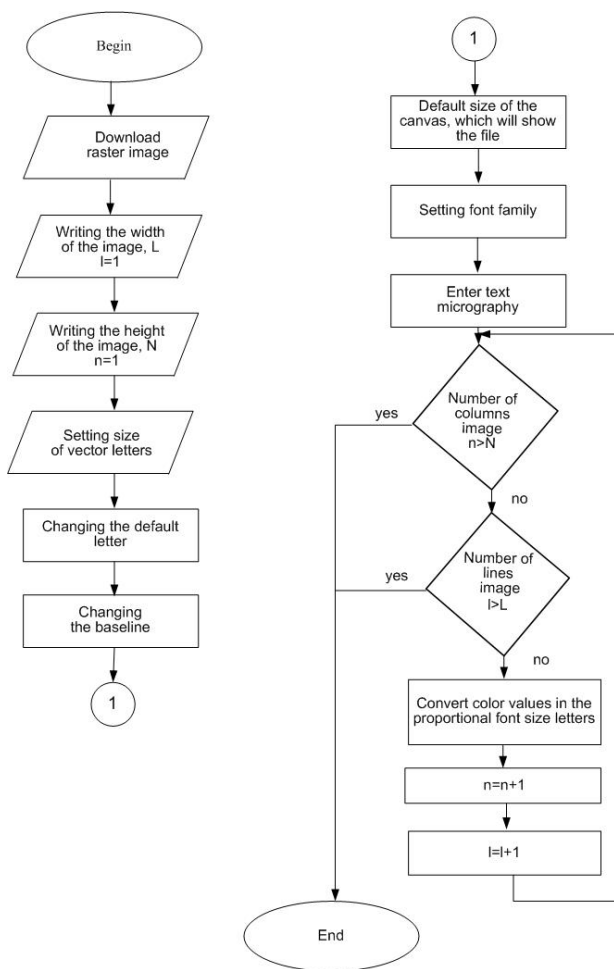 Begin
Download
raster image
Writing the width
of the image, L
l=1
Writing the height
of the image, N
n=1
Setting size
of vector letters
Changing the default
letter
Changing
the baseline
1
1
Default size of the
canvas, which will show
the file
Setting font family
Enter text
micrography
Number of
columns
image
n>N
yes
no
Number of
lines
image
l>L
yes
no
Convert color values in the
proportional font size letters
n=n+1
l=l+1
End